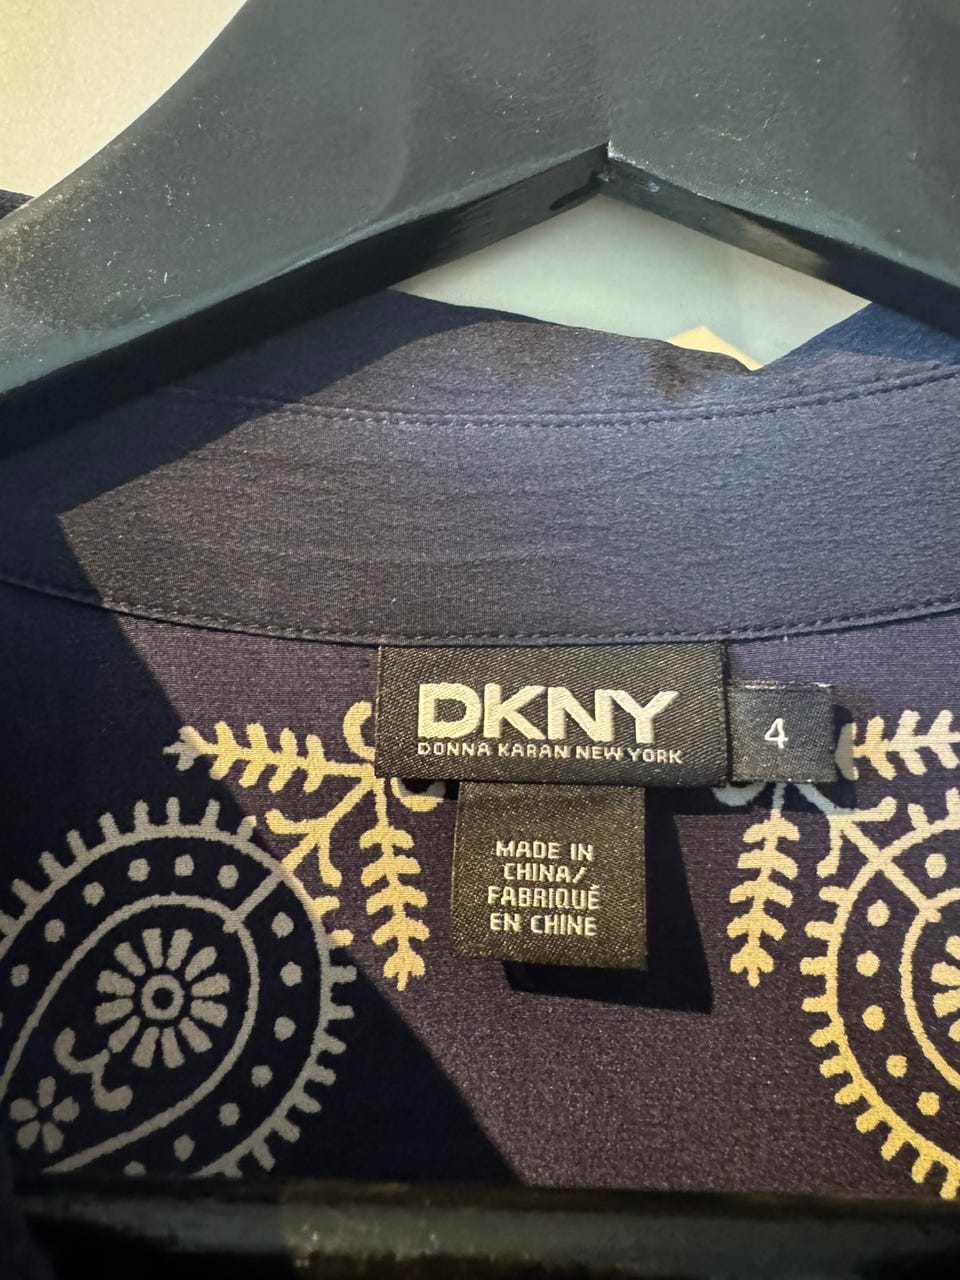 DKNY
DONNA KARAN NEW YORK
4
MADE IN
CHINA/
FABRIQUÉ
EN CHINE